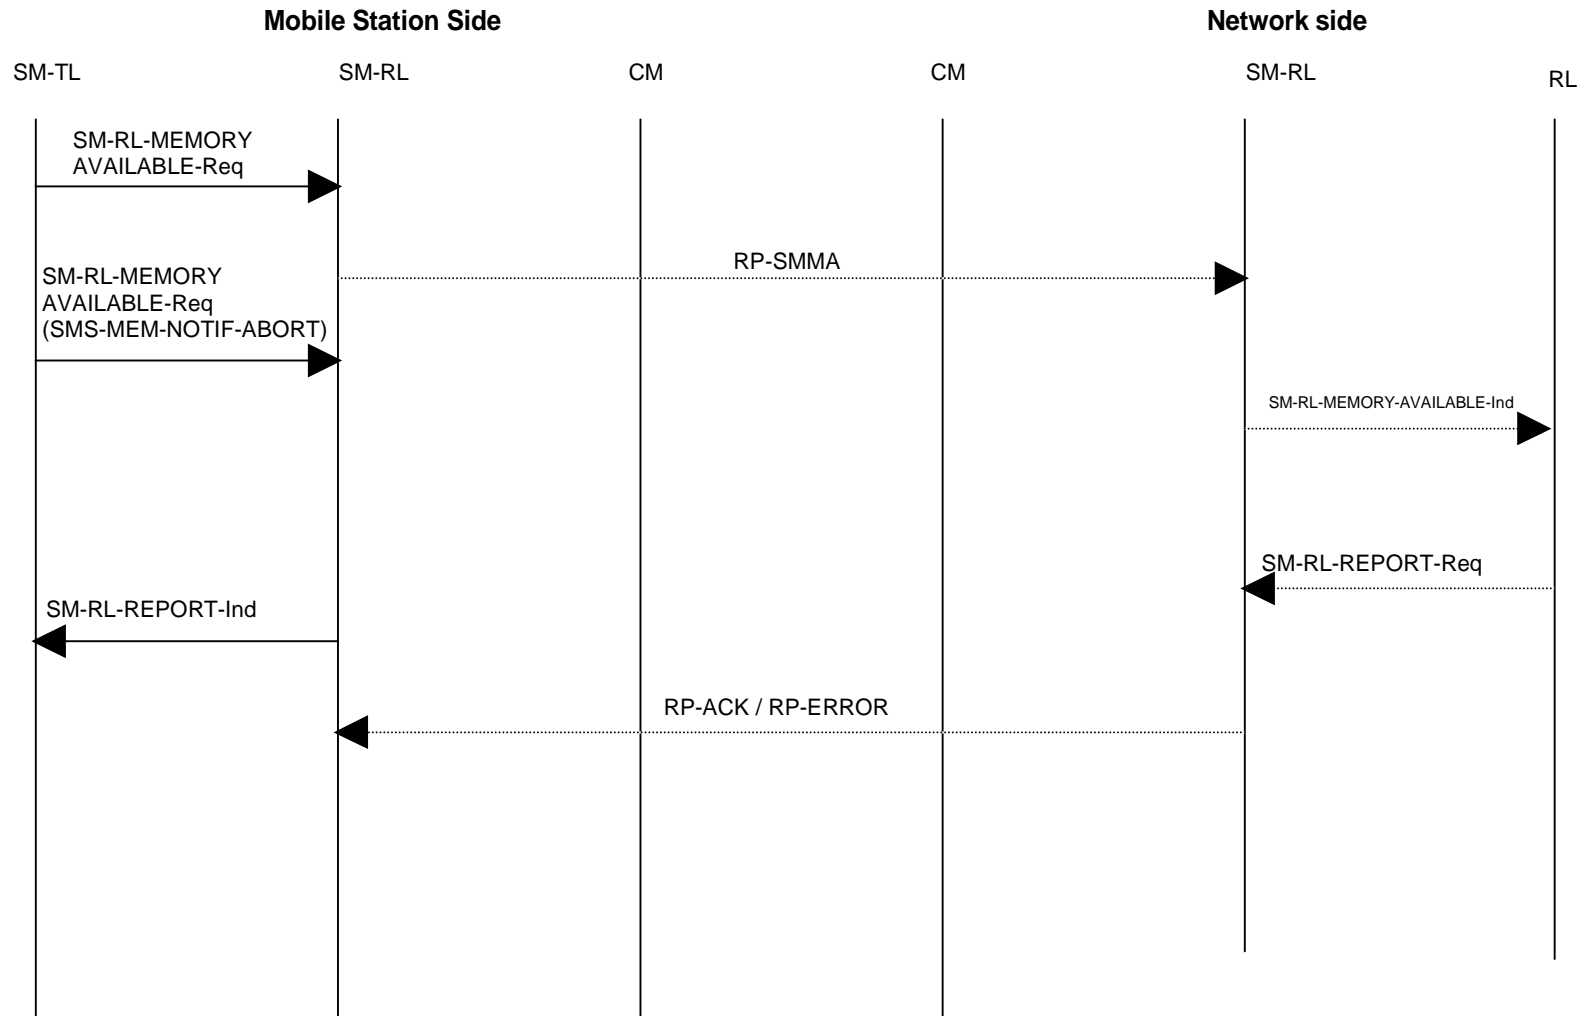 Mobile Station Side
Network side
SM-TL
SM-RL
CM
CM
SM-RL
RL
SM-RL-MEMORY
AVAILABLE-Req
RP-SMMA
SM-RL-MEMORY
AVAILABLE-Req
(SMS-MEM-NOTIF-ABORT)
SM-RL-MEMORY-AVAILABLE-Ind
SM-RL-REPORT-Req
SM-RL-REPORT-Ind
RP-ACK / RP-ERROR